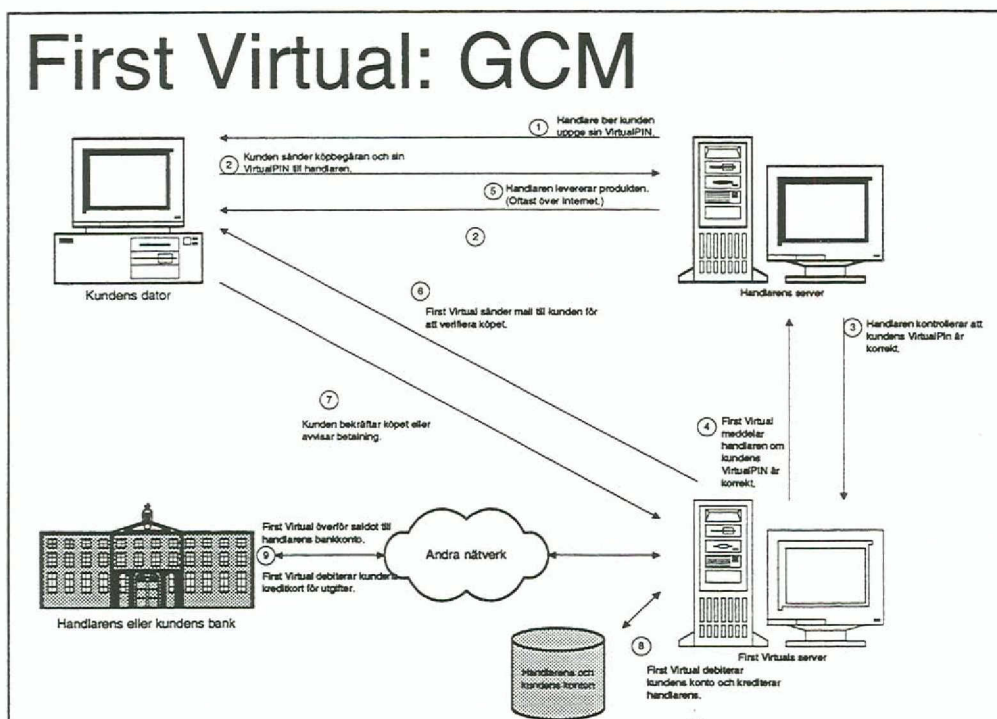 First Virtual: GCM
1
Handlare ber kunden
uppge sin VirtualPIN.
2
Kunden sänder köpbegäran och sin
VirtualPIN till handlaren.
5
Handlaren levererar produkten.
(Oftast över Internet.)
2
Kundens dator
Handlarens server
6
First Virtual sänder mail till kunden för
att verifiera köpet.
3
Handlaren kontrollerar att
kundens VirtualPin är
korrekt.
7
Kunden bekräftar köpet eller
avvisar betalning.
4
First Virtual
meddelar
handlaren om
kundens
VirtualPIN är
korrekt.
First Virtual överför saldot till
handlarens bankkonto.
9
First Virtual debiterar kundens
kreditkort för utgifter.
Andra nätverk
Handlarens eller kundens bank
First Virtuals server
8
First Virtual debiterar
kundens konto och krediterar
handlarens.
Handlarens och
kundens konton